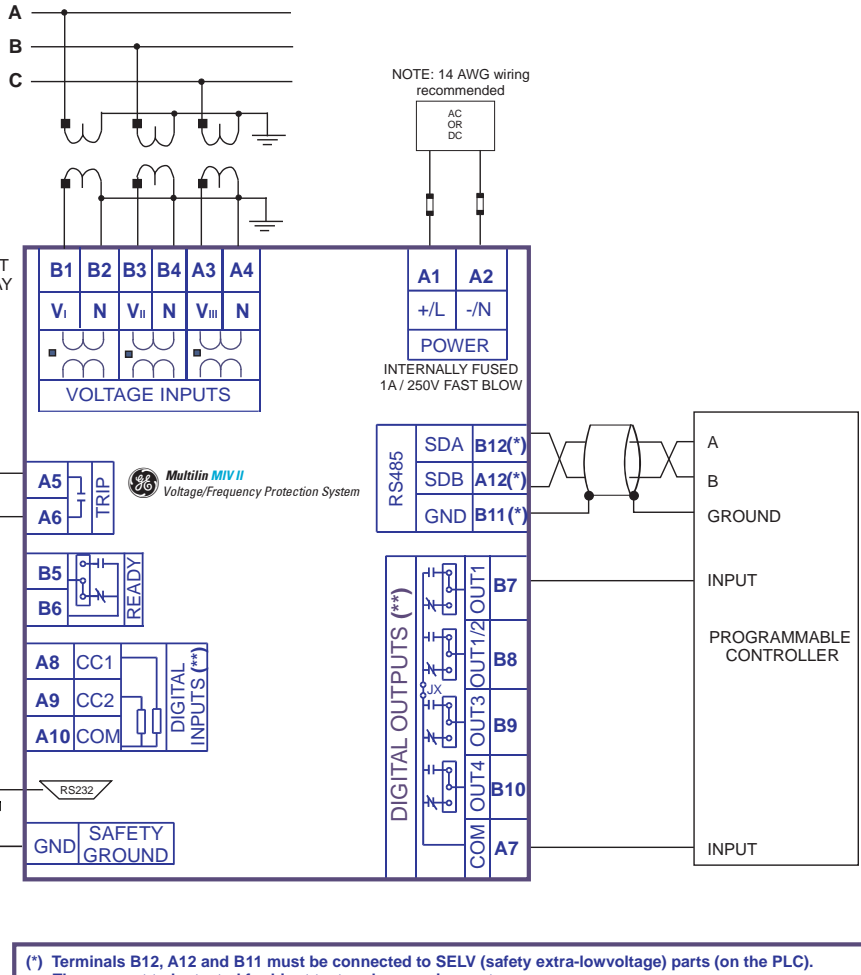 A
B
C
NOTE: 14 AWG wiring
recommended
AC
OR
DC
B1 B2 B3 B4 A3 A4
VI N VII N VIII N
VOLTAGE INPUTS
A1 A2
+/L -/N
POWER
INTERNALLY FUSED
1A / 250V FAST BLOW
A5
A6
TRIP
GE
Multilin MIV II
Voltage/Frequency Protection System
RS485
SDA B12(*)
SDB A12(*)
GND B11(*)
A
B
GROUND
B5
B6
READY
A8 CC1
A9 CC2
A10 COM
DIGITAL
INPUTS (**)
RS232
GND
SAFETY
GROUND
DIGITAL OUTPUTS (**)
JX
OUT1 B7
OUT1/2 B8
OUT3 B9
OUT4 B10
COM A7
INPUT
PROGRAMMABLE
CONTROLLER
INPUT
(*) Terminals B12, A12 and B11 must be connected to SELV (safety extra-lowvoltage) parts (on the PLC).